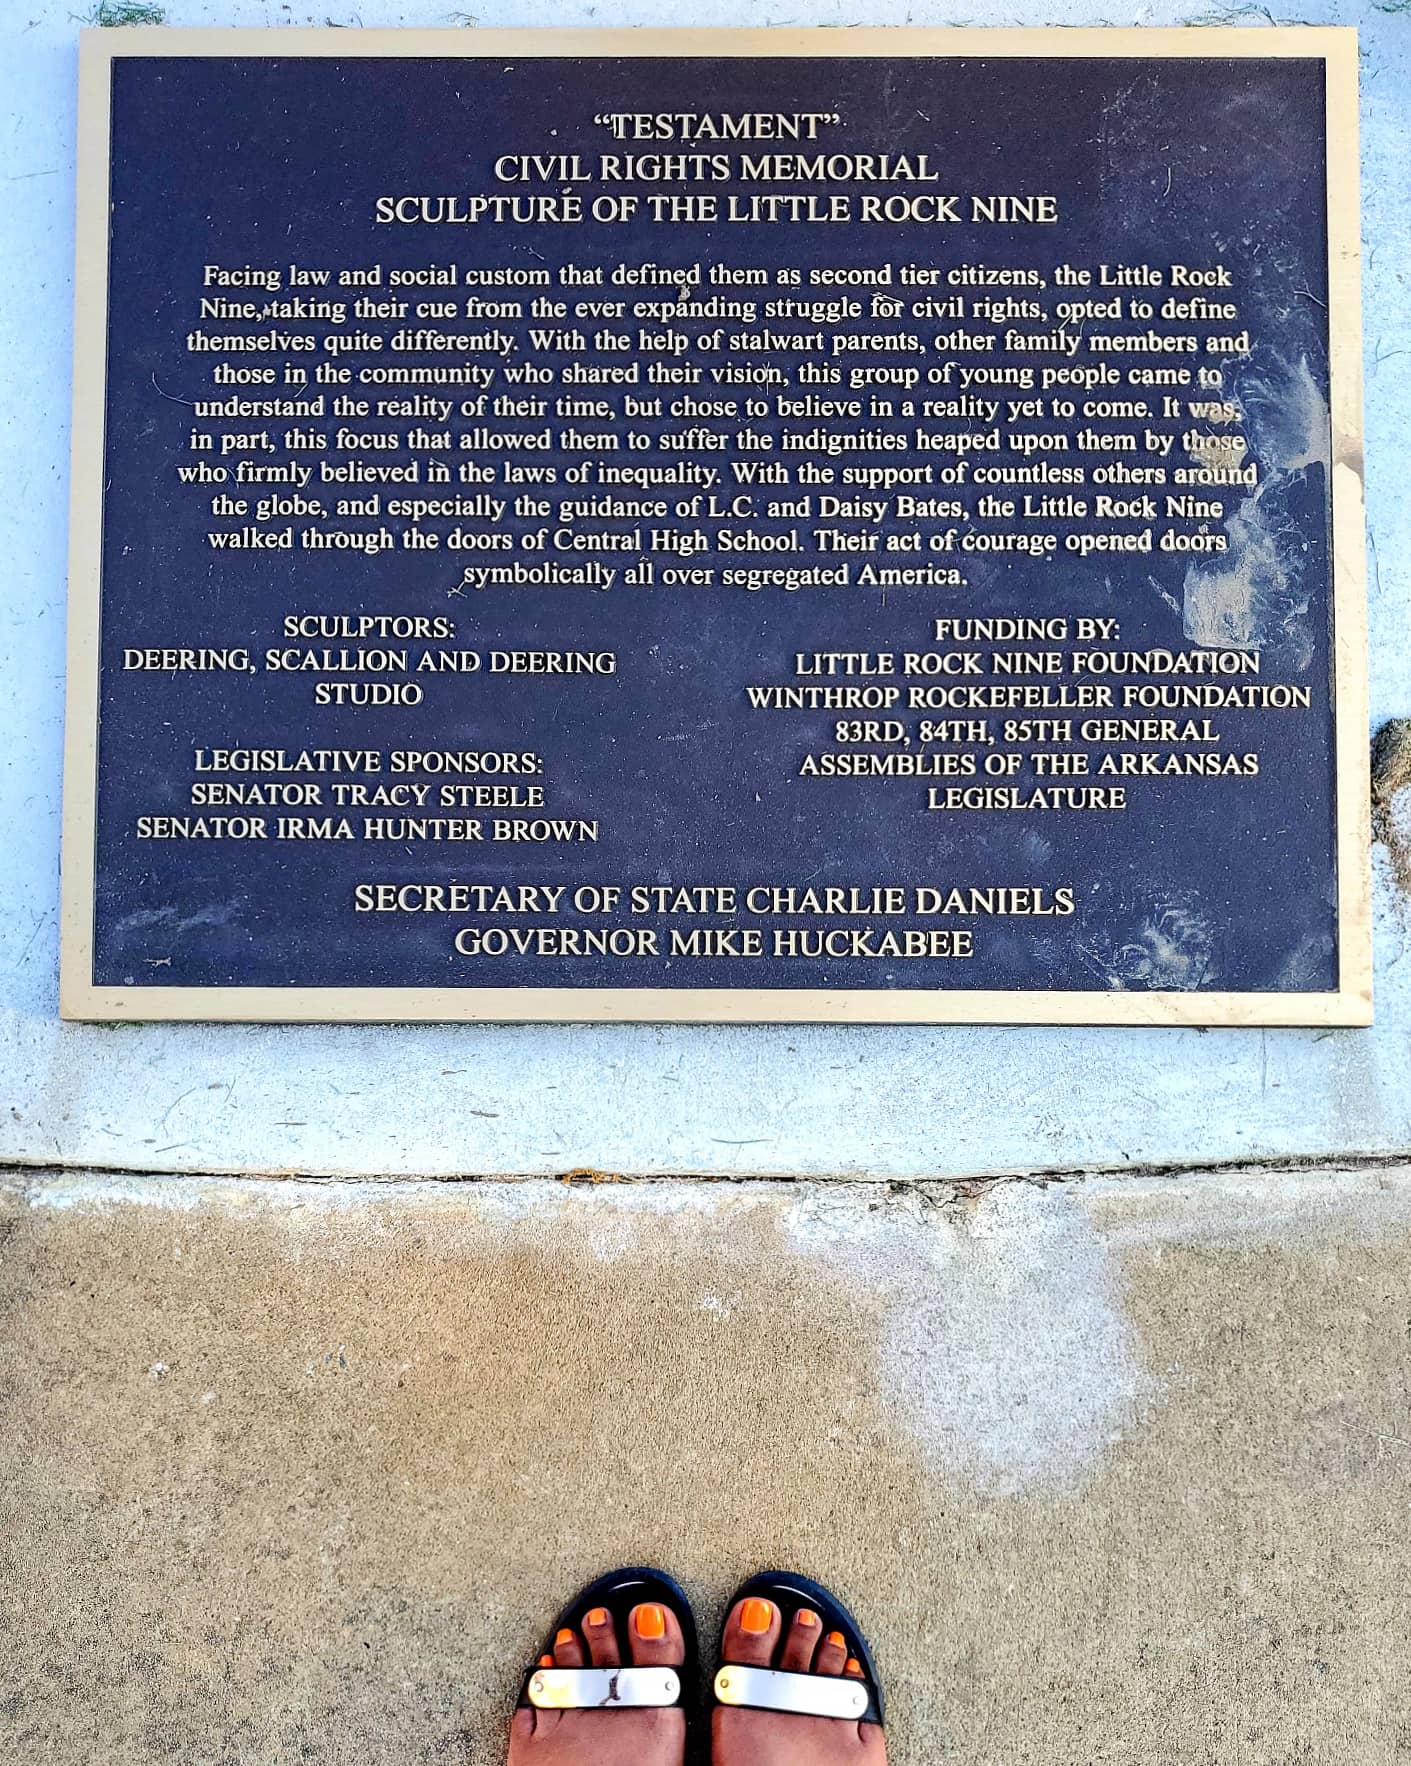 “TESTAMENT”
CIVIL RIGHTS MEMORIAL
SCULPTURE OF THE LITTLE ROCK NINE
Facing law and social custom that defined them as second tier citizens, the Little Rock
Nine, taking their cue from the ever expanding struggle for civil rights, opted to define
themselves quite differently. With the help of stalwart parents, other family members and
those in the community who shared their vision, this group of young people came to
understand the reality of their time, but chose to believe in a reality yet to come. It was,
in part, this focus that allowed them to suffer the indignities heaped upon them by those
who firmly believed in the laws of inequality. With the support of countless others around
the globe, and especially the guidance of L.C. and Daisy Bates, the Little Rock Nine
walked through the doors of Central High School. Their act of courage opened doors
symbolically all over segregated America.
SCULPTORS:
DEERING, SCALLION AND DEERING
STUDIO
LEGISLATIVE SPONSORS:
SENATOR TRACY STEELE
SENATOR IRMA HUNTER BROWN
FUNDING BY:
LITTLE ROCK NINE FOUNDATION
WINTHROP ROCKEFELLER FOUNDATION
83RD, 84TH, 85TH GENERAL
ASSEMBLIES OF THE ARKANSAS
LEGISLATURE
SECRETARY OF STATE CHARLIE DANIELS
GOVERNOR MIKE HUCKABEE